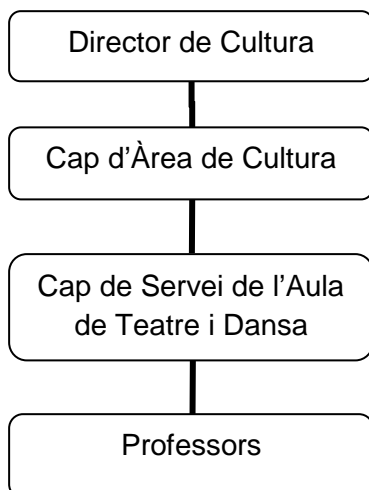 Director de Cultura
Cap d’Àrea de Cultura
Cap de Servei de l’Aula
de Teatre i Dansa
Professors